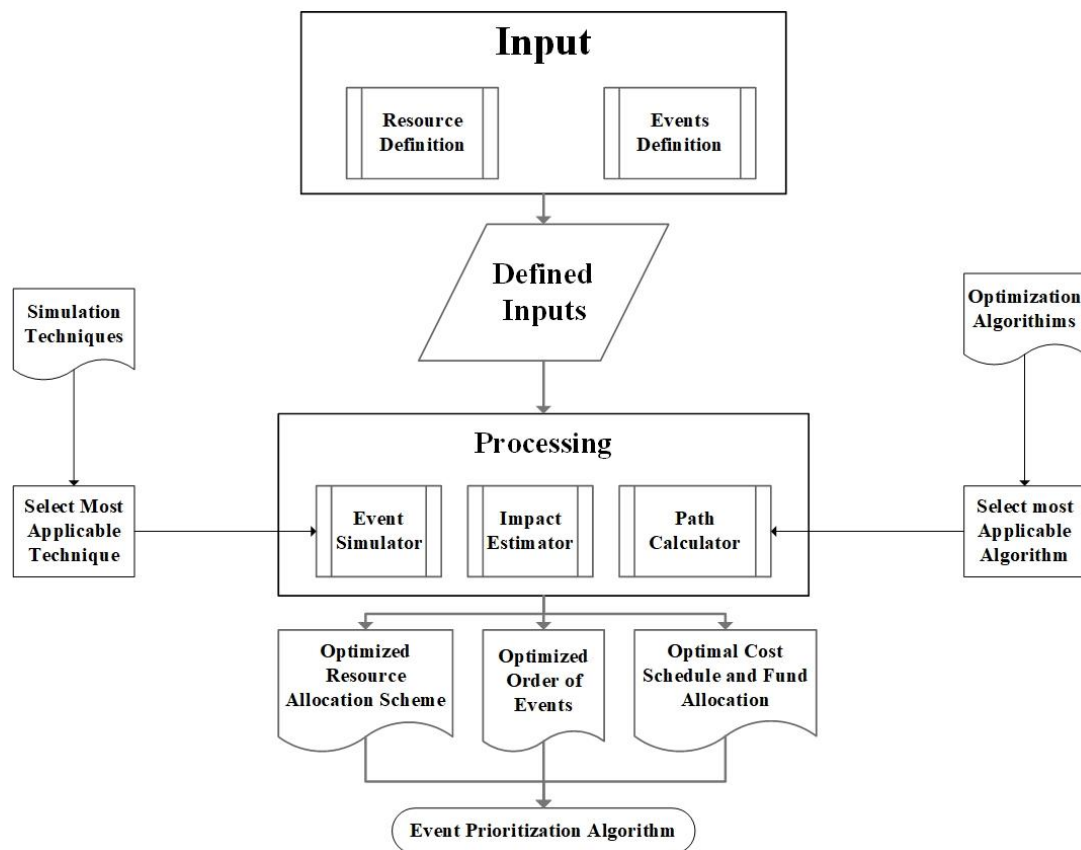 Input
Resource
Definition
Events
Definition
Defined
Inputs
Simulation
Techniques
Optimization
Algorithims
Processing
Select Most
Applicable
Technique
Event
Simulator
Impact
Estimator
Path
Calculator
Select most
Applicable
Algorithm
Optimized
Resource
Allocation Scheme
Optimized
Order of
Events
Optimal Cost
Schedule and Fund
Allocation
Event Prioritization Algorithm